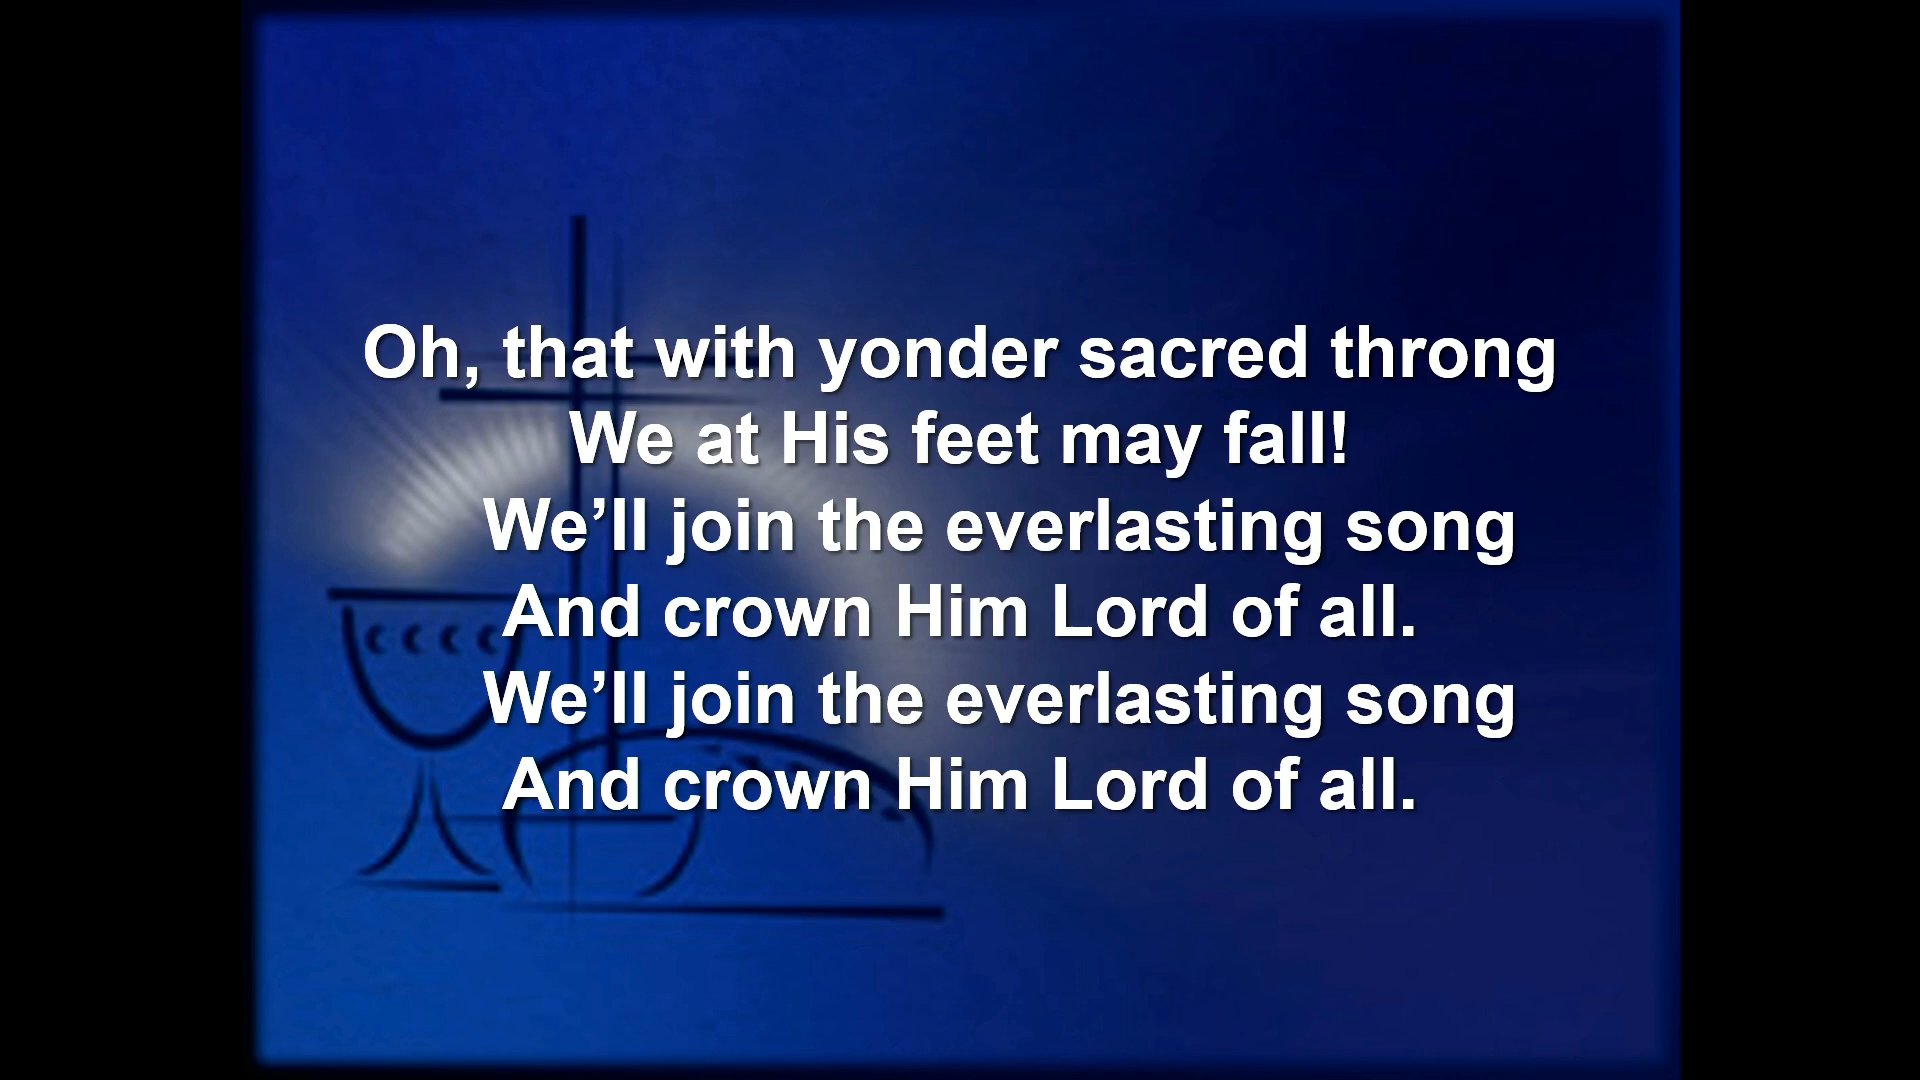 Oh, that with yonder sacred throng
We at His feet may fall!
We’ll join the everlasting song
And crown Him Lord of all.
We’ll join the everlasting song
And crown Him Lord of all.